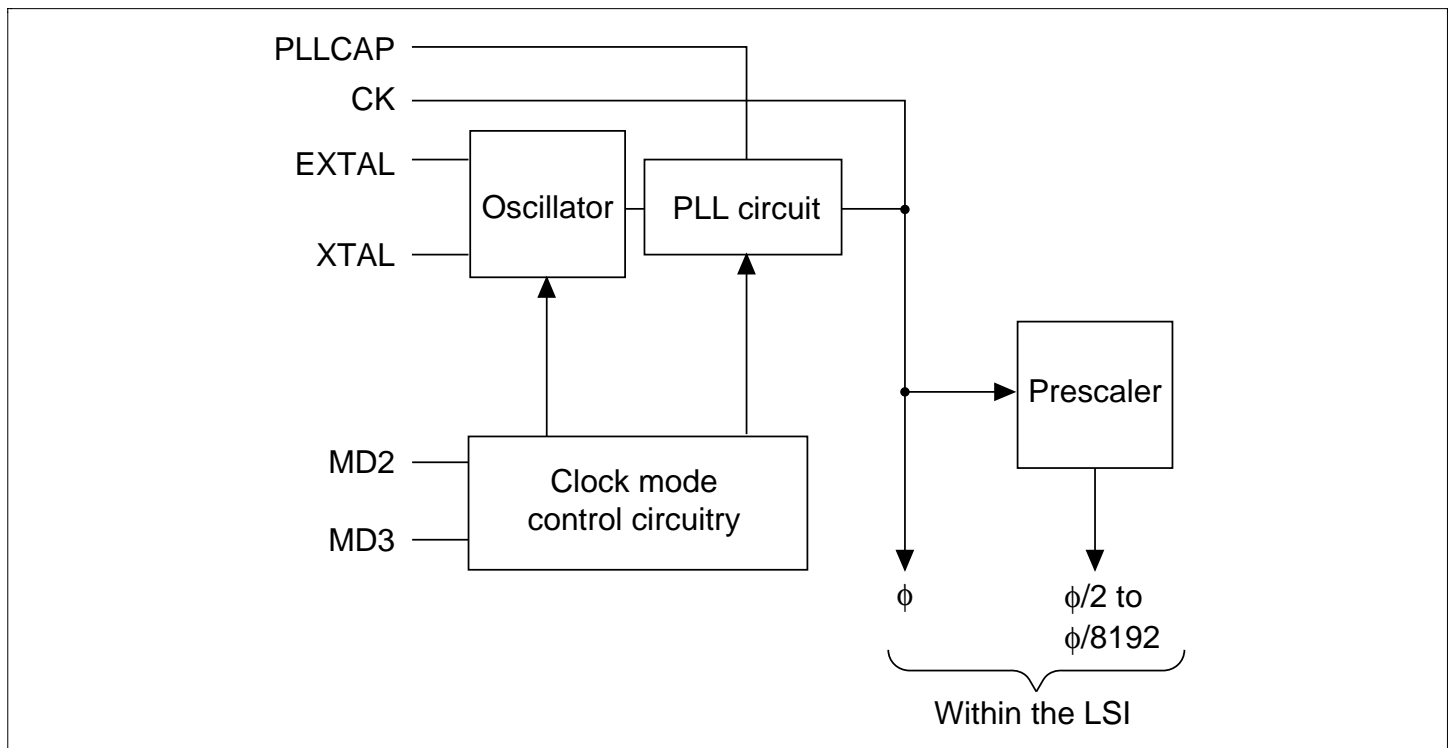 PLLCAP
CK
EXTAL
XTAL
Oscillator
PLL circuit
Prescaler
MD2
MD3
Clock mode
control circuitry
ϕ
ϕ/2 to
ϕ/8192
Within the LSI